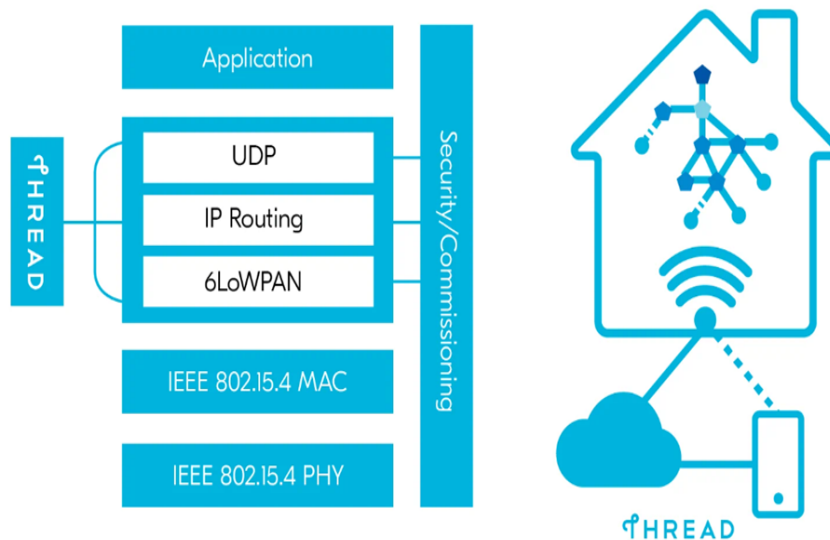 Application
THREAD
UDP
IP Routing
6LoWPAN
Security/Commissioning
IEEE 802.15.4 MAC
IEEE 802.15.4 PHY
THREAD